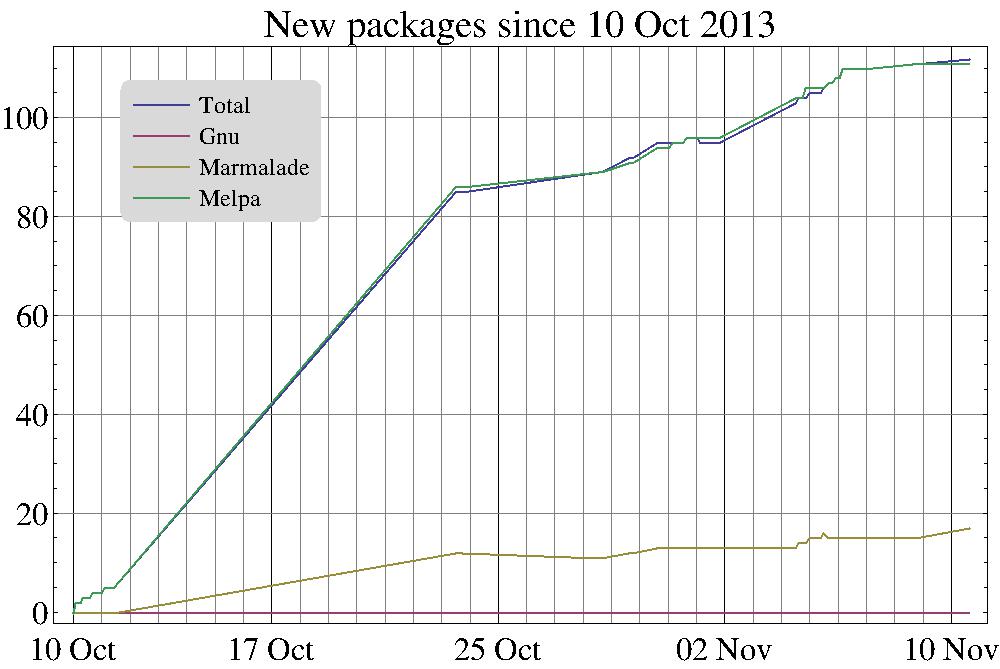 New packages since 10 Oct 2013
Total
Gnu
Marmalade
Melpa
100
80
60
40
20
0
10 Oct 17 Oct 25 Oct 02 Nov 10 Nov